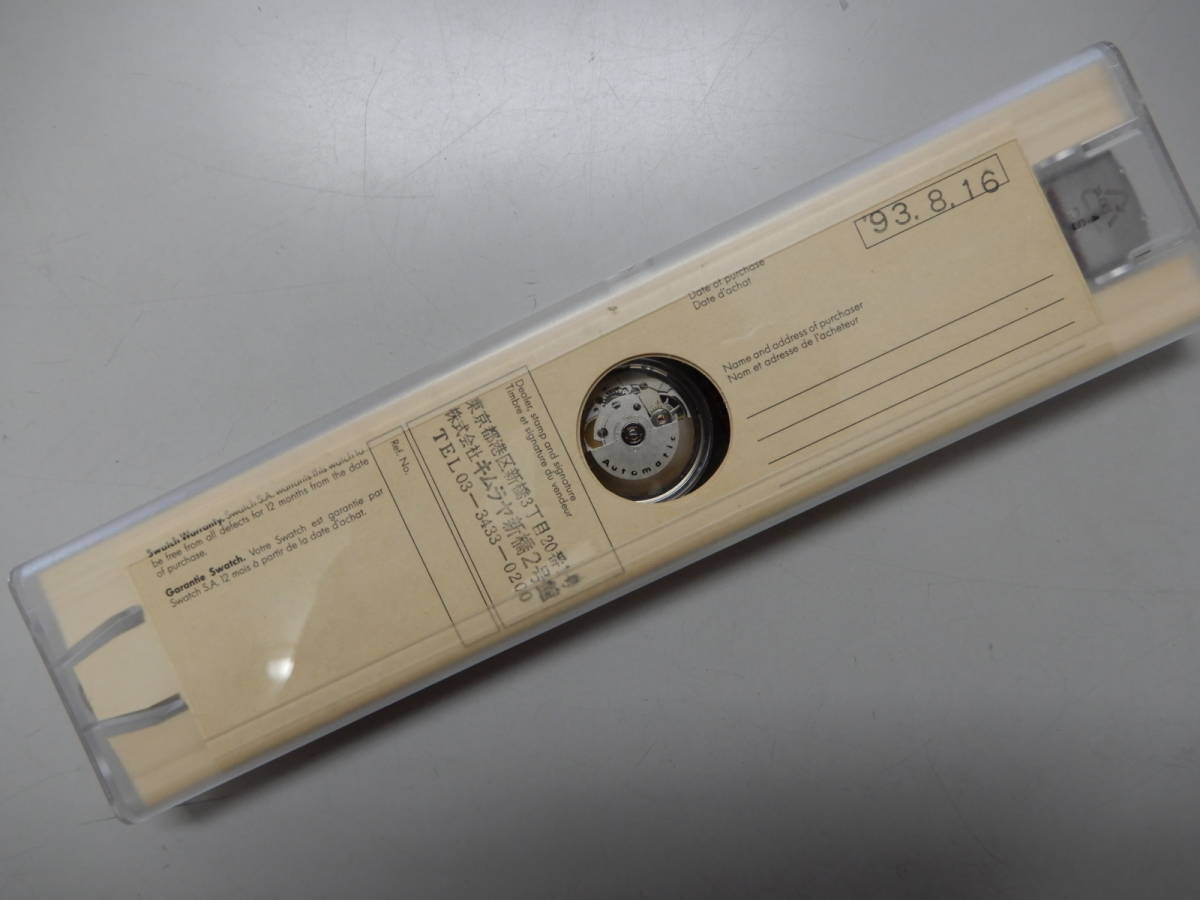 '93.8.16
Date of purchase
Date d'achat
Name and address of purchaser
Nom et adresse de l'acheteur
Automatic
Dealer, stamp and signature
Timbre et signature du vendeur
東京都港区新橋3丁目20番
株式会社キムラヤ新橋2号館
TEL 03-3433-0200
Ref. No.
Swatch Warranty. Swatch S.A. warrants this watch to
be free from all defects for 12 months from the date
of purchase.
Garantie Swatch. Votre Swatch est garantie par
Swatch S.A. 12 mois à partir de la date d'achat.